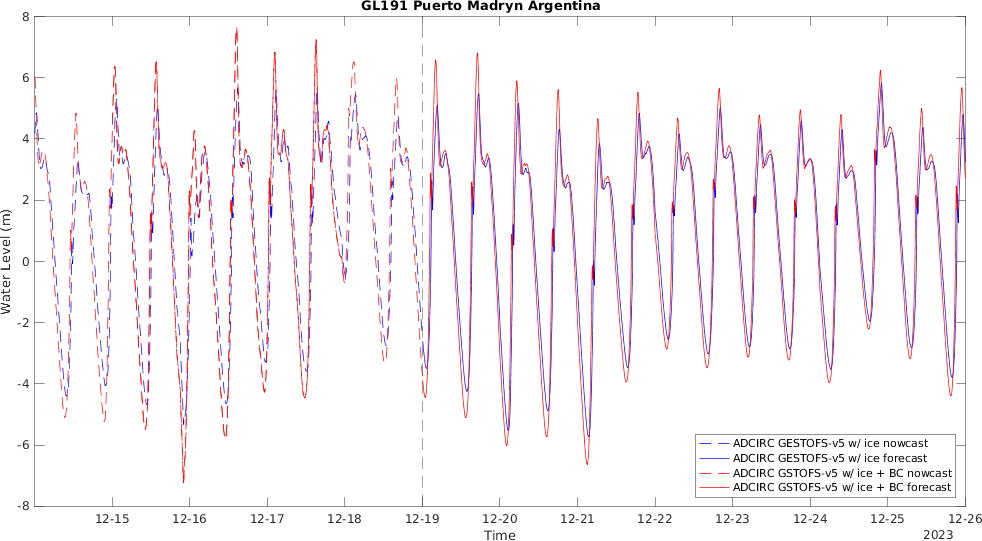 GL191 Puerto Madryn Argentina
8
6
4
2
0
-2
-4
-6
-8
Water Level (m)
ADCIRC GESTOFS-v5 w/ ice nowcast
ADCIRC GESTOFS-v5 w/ ice forecast
ADCIRC GSTOFS-v5 w/ ice + BC nowcast
ADCIRC GSTOFS-v5 w/ ice + BC forecast
12-15 12-16 12-17 12-18 12-19 12-20 12-21 12-22 12-23 12-24 12-25 12-26
Time
2023